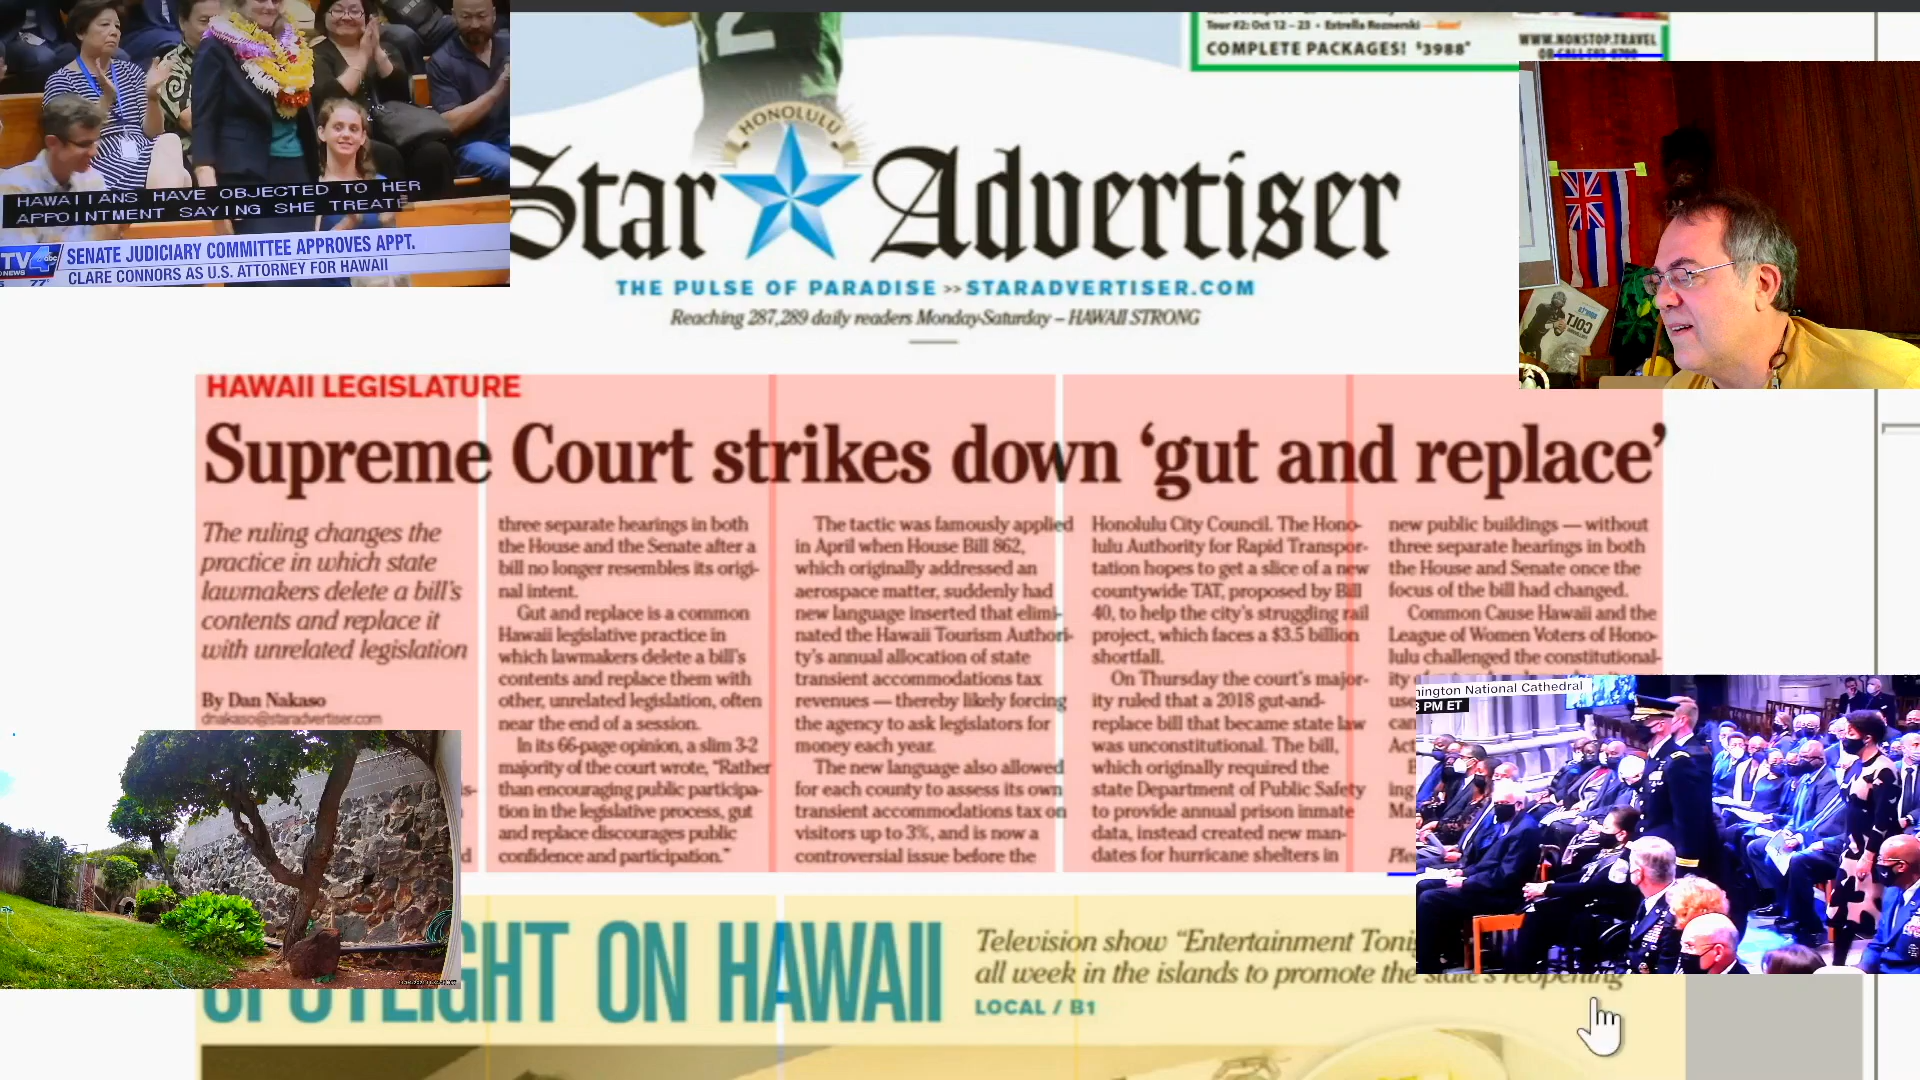 Tour #2: Oct 12 – 23 • Estrella Roznerski —
COMPLETE PACKAGES! $3988*
WWW.NONSTOP.TRAVEL
HAWAIIANS HAVE OBJECTED TO HER
APPOINTMENT SAYING SHE TREATE
TV4 abc
NEWS
77°
SENATE JUDICIARY COMMITTEE APPROVES APPT.
CLARE CONNORS AS U.S. ATTORNEY FOR HAWAII
HONOLULU
Star Advertiser
THE PULSE OF PARADISE >> STARADVERTISER.COM
Reaching 287,289 daily readers Monday-Saturday – HAWAII STRONG
COLT
HAWAII LEGISLATURE
Supreme Court strikes down ‘gut and replace’
The ruling changes the
practice in which state
lawmakers delete a bill’s
contents and replace it
with unrelated legislation
By Dan Nakaso
dnakaso@staradvertiser.com
three separate hearings in both
the House and the Senate after a
bill no longer resembles its origi-
nal intent.
Gut and replace is a common
Hawaii legislative practice in
which lawmakers delete a bill’s
contents and replace them with
other, unrelated legislation, often
near the end of a session.
In its 66-page opinion, a slim 3-2
majority of the court wrote, “Rather
than encouraging public participa-
tion in the legislative process, gut
and replace discourages public
confidence and participation.”
The tactic was famously applied
in April when House Bill 862,
which originally addressed an
aerospace matter, suddenly had
new language inserted that elimi-
nated the Hawaii Tourism Authori-
ty’s annual allocation of state
transient accommodations tax
revenues — thereby likely forcing
the agency to ask legislators for
money each year.
The new language also allowed
for each county to assess its own
transient accommodations tax on
visitors up to 3%, and is now a
controversial issue before the
Honolulu City Council. The Hono-
lulu Authority for Rapid Transpor-
tation hopes to get a slice of a new
countywide TAT, proposed by Bill
40, to help the city’s struggling rail
project, which faces a $3.5 billion
shortfall.
On Thursday the court’s major-
ity ruled that a 2018 gut-and-
replace bill that became state law
was unconstitutional. The bill,
which originally required the
state Department of Public Safety
to provide annual prison inmate
data, instead created new man-
dates for hurricane shelters in
new public buildings — without
three separate hearings in both
the House and Senate once the
focus of the bill had changed.
Common Cause Hawaii and the
League of Women Voters of Hono-
lulu challenged the constitutional-
ity
use
can
Act
ing
Ma
Ple
ington National Cathedral
3 PM ET
SPOTLIGHT ON HAWAII
Television show “Entertainment Toni
all week in the islands to promote the state’s reopening
LOCAL / B1